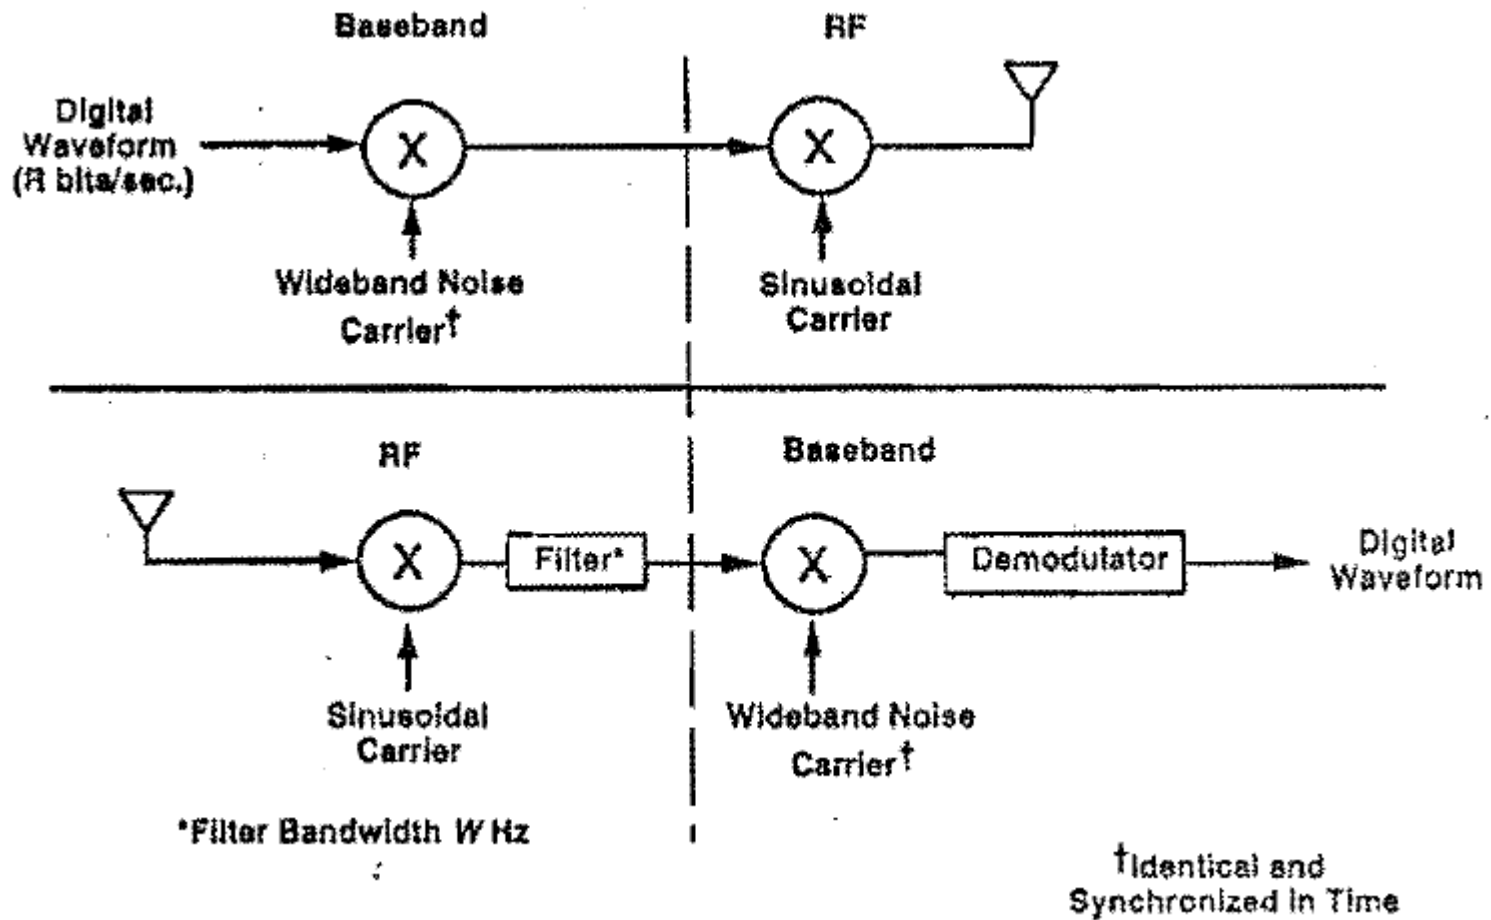 Baseband
RF
Digital
Waveform
(R bits/sec.)
X
X
Wideband Noise
Carrier†
Sinusoidal
Carrier
RF
Baseband
X
Filter*
X
Demodulator
Digital
Waveform
Sinusoidal
Carrier
Wideband Noise
Carrier†
*Filter Bandwidth W Hz
†Identical and
Synchronized in Time